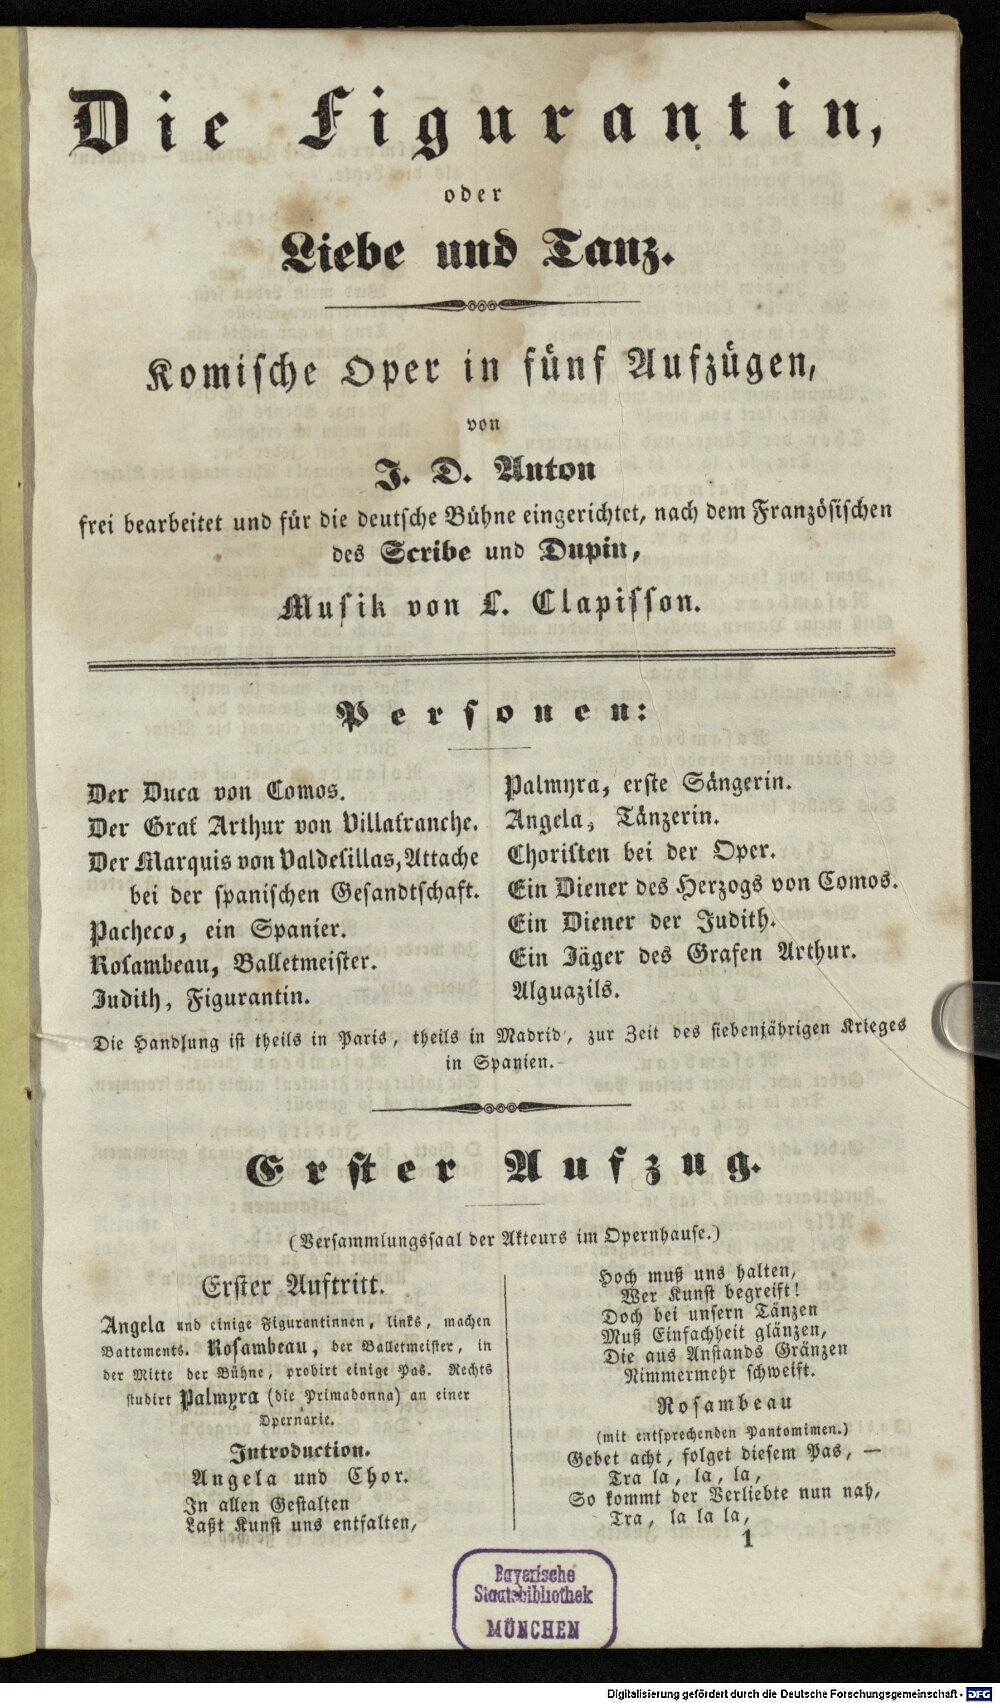 Die Figurantin,
oder
Liebe und Tanz.
Komische Oper in fünf Aufzügen,
von
J. D. Anton
frei bearbeitet und für die deutsche Bühne eingerichtet, nach dem Französischen
des Scribe und Dupin,
Musik von L. Clapisson.
Personen:
Der Duca von Comos.
Der Graf Arthur von Villafranche.
Der Marquis von Valdesillas, Attache
bei der spanischen Gesandtschaft.
Pacheco, ein Spanier.
Rosambeau, Balletmeister.
Judith, Figurantin.
Palmyra, erste Sängerin.
Angela, Tänzerin.
Choristen bei der Oper.
Ein Diener des Herzogs von Comos.
Ein Diener der Judith.
Ein Jäger des Grafen Arthur.
Alguazils.
Die Handlung ist theils in Paris, theils in Madrid, zur Zeit des siebenjährigen Krieges
in Spanien.
Erster Aufzug.
(Versammlungssaal der Akteurs im Opernhause.)
Erster Auftritt.
Angela und einige Figurantinnen, links, machen
Battements. Rosambeau, der Balletmeister, in
der Mitte der Bühne, probirt einige Pas. Rechts
studirt Palmyra (die Primadonna) an einer
Opernarie.
Introduction.
Angela und Chor.
In allen Gestalten
Laßt Kunst uns entfalten,
Hoch muß uns halten,
Wer Kunst begreift!
Doch bei unsern Tänzen
Muß Einfachheit glänzen,
Die aus Anstands Gränzen
Nimmermehr schweift.
Rosambeau
(mit entsprechenden Pantomimen.)
Gebet acht, folget diesem Pas, —
Tra la, la, la,
So kommt der Verliebte nun nah,
Tra, la la la,
1
Bayerische
Staatsbibliothek
MÜNCHEN
Digitalisierung gefördert durch die Deutsche Forschungsgemeinschaft - DFG